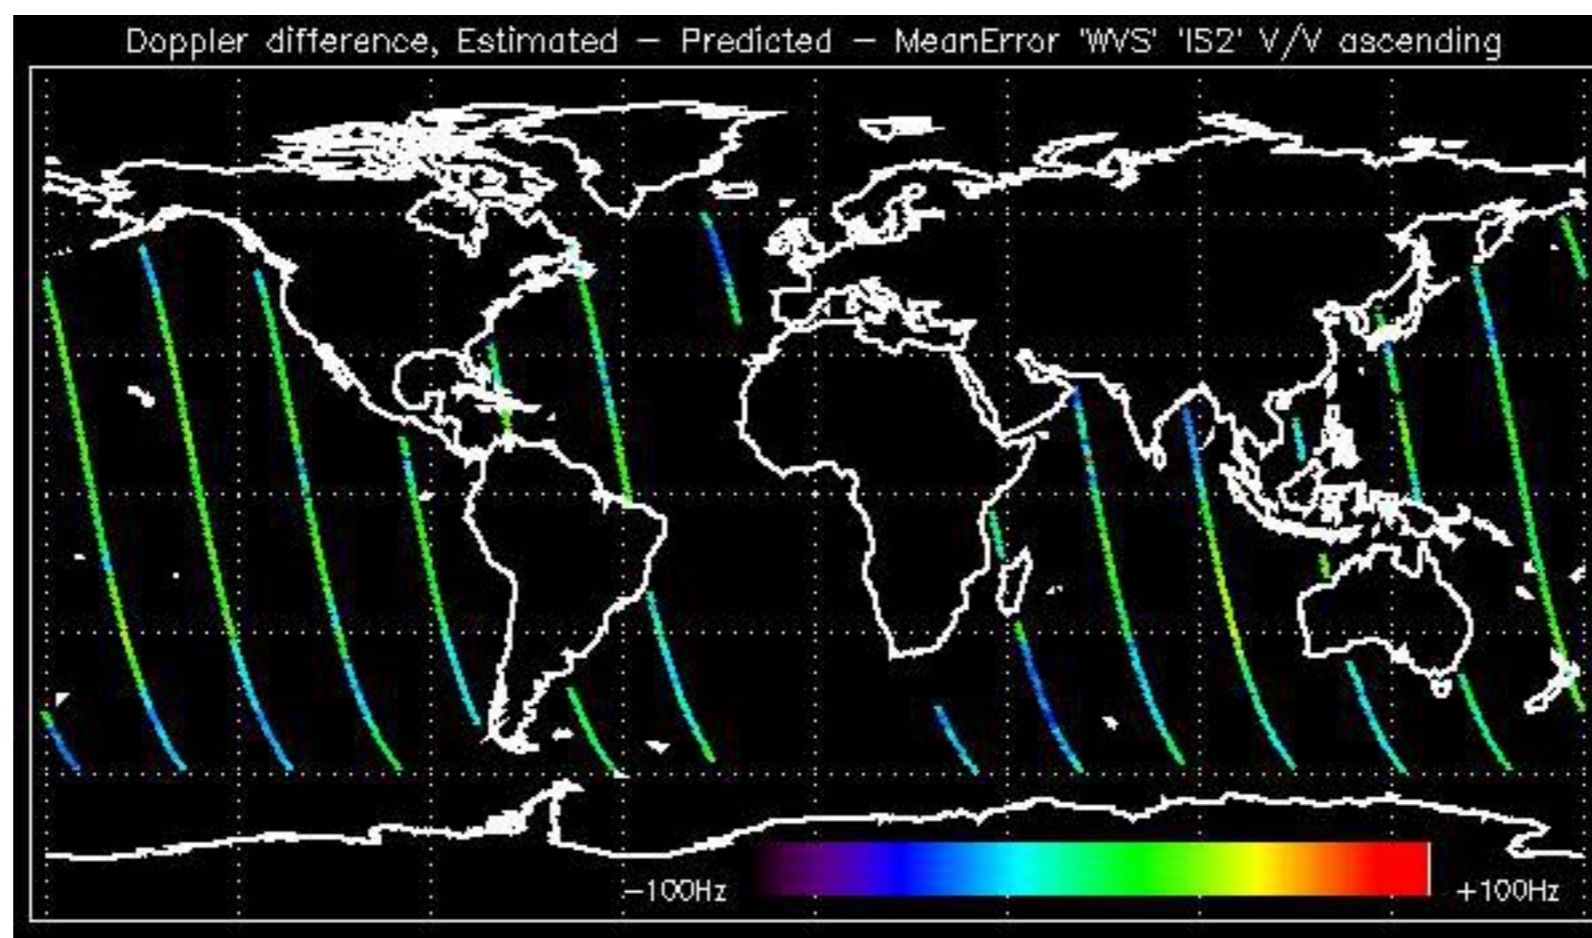 Doppler difference, Estimated – Predicted – MeanError 'WVS' 'IS2' V/V ascending
–100Hz
+100Hz